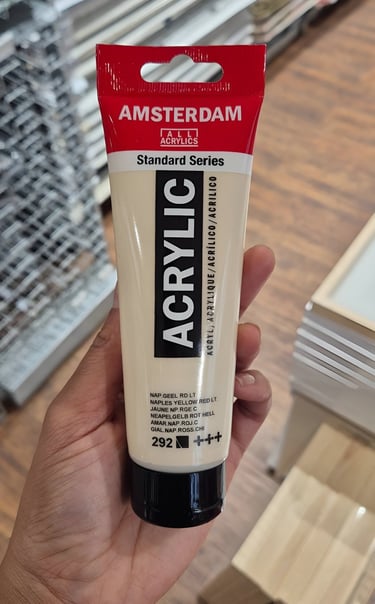 AMSTERDAM
ALL
ACRYLICS
Standard Series
ACRYLIC
ACRYL, ACRYLIQUE/ACRÍLICO/ACRILICO
NAP.GEEL RD LT
NAPLES YELLOW RED LT
JAUNE NP.RGE C
NEAPELGELB ROT HELL
AMAR.NAP.ROJ.C
GIAL.NAP.ROSS.CHI
292 +++